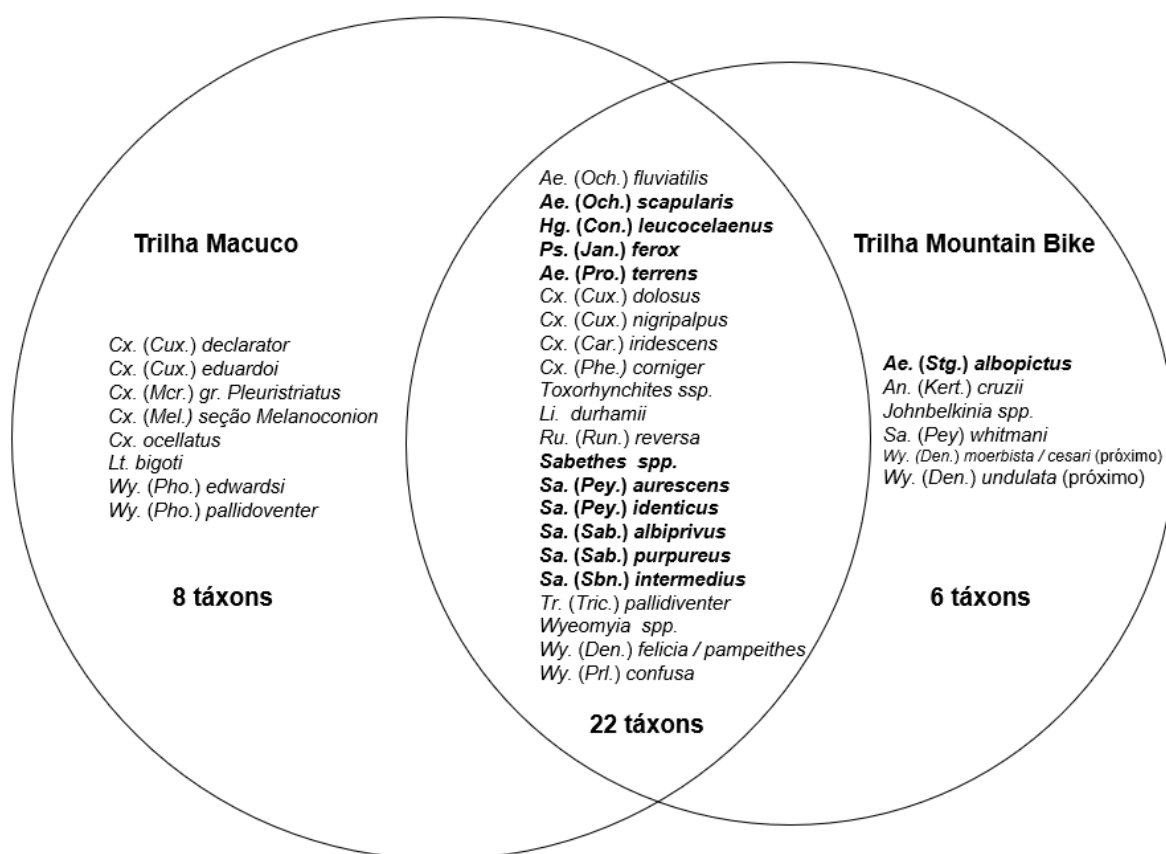 Trilha Macuco
Cx. (Cux.) declarator
Cx. (Cux.) eduardoi
Cx. (Mcr.) gr. Pleuristriatus
Cx. (Mel.) seção Melanoconion
Cx. ocellatus
Lt. bigoti
Wy. (Pho.) edwardsi
Wy. (Pho.) pallidoventer
8 táxons
Ae. (Och.) fluviatilis
Ae. (Och.) scapularis
Hg. (Con.) leucocelaenus
Ps. (Jan.) ferox
Ae. (Pro.) terrens
Cx. (Cux.) dolosus
Cx. (Cux.) nigripalpus
Cx. (Car.) iridescens
Cx. (Phe.) corniger
Toxorhynchites ssp.
Li. durhamii
Ru. (Run.) reversa
Sabethes spp.
Sa. (Pey.) aurescens
Sa. (Pey.) identicus
Sa. (Sab.) albiprivus
Sa. (Sab.) purpureus
Sa. (Sbn.) intermedius
Tr. (Tric.) pallidiventer
Wyeomyia spp.
Wy. (Den.) felicia / pampeithes
Wy. (Prl.) confusa
22 táxons
Trilha Mountain Bike
Ae. (Stg.) albopictus
An. (Kert.) cruzii
Johnbelkinia spp.
Sa. (Pey) whitmani
Wy. (Den.) moerbista / cesari (próximo)
Wy. (Den.) undulata (próximo)
6 táxons